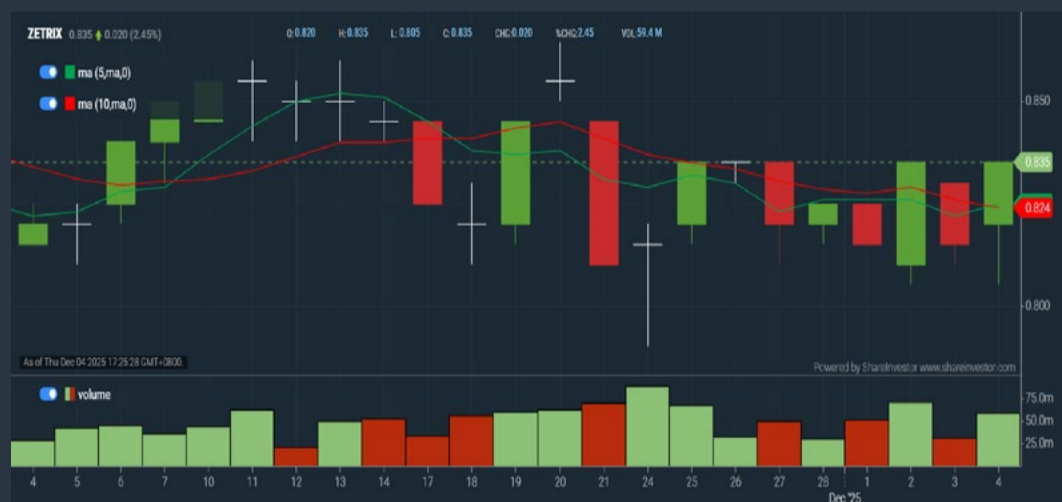 ZETRIX 0.835 0.020 (2.45%) O: 0.820 H: 0.835 L: 0.805 C: 0.835 CHG:0.020 %CHG:2.45 VOL:59.4 M
ma (5,ma,0)
ma (10,ma,0)
0.850
0.835
0.824
0.800
As of Thu Dec 04 2025 17:25:28 GMT+0800.
Powered by ShareInvestor www.shareinvestor.com
volume
75.0m
50.0m
25.0m
4 5 6 7 10 11 12 13 14 17 18 19 20 21 24 25 26 27 28 1 2 3 4
Dec '25